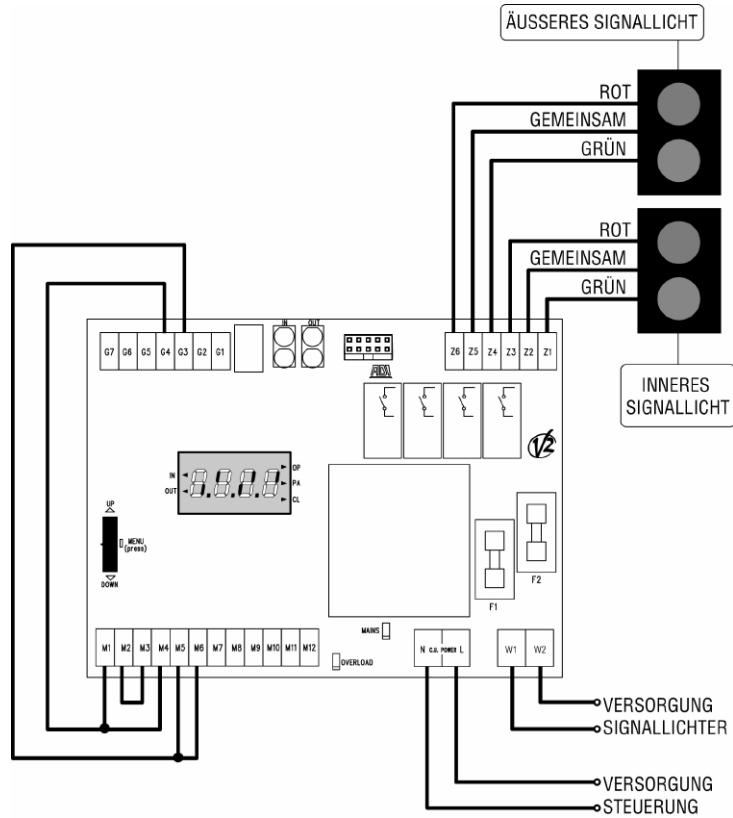 ÄUSSERES SIGNALLICHT
ROT
GEMEINSAM
GRÜN
ROT
GEMEINSAM
GRÜN
INNERES
SIGNALLICHT
G7 G6 G5 G4 G3 G2 G1
IN OUT
ADI
Z6 Z5 Z4 Z3 Z2 Z1
V2
IN
OUT
OP
PA
CL
UP
MENU
(press)
DOWN
F1
F2
MAINS
OVERLOAD
M1 M2 M3 M4 M5 M6 M7 M8 M9 M10 M11 M12
N C.U. POWER L
W1 W2
VERSORGUNG
SIGNALLICHTER
VERSORGUNG
STEUERUNG